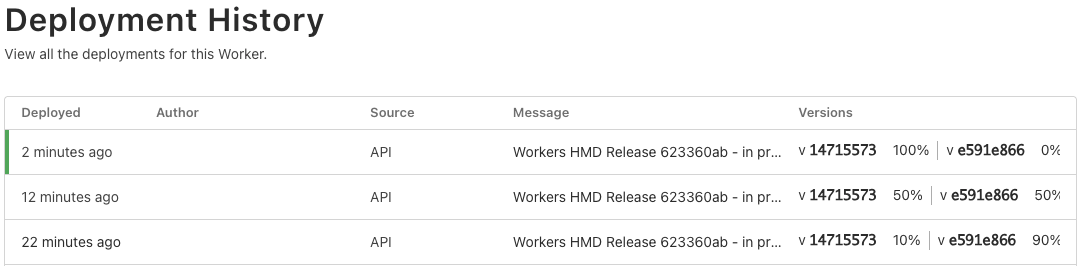 Deployment History
View all the deployments for this Worker.
Deployed Author Source Message Versions
2 minutes ago API Workers HMD Release 623360ab - in pr... v 14715573 100% v e591e866 0%
12 minutes ago API Workers HMD Release 623360ab - in pr... v 14715573 50% v e591e866 50%
22 minutes ago API Workers HMD Release 623360ab - in pr... v 14715573 10% v e591e866 90%